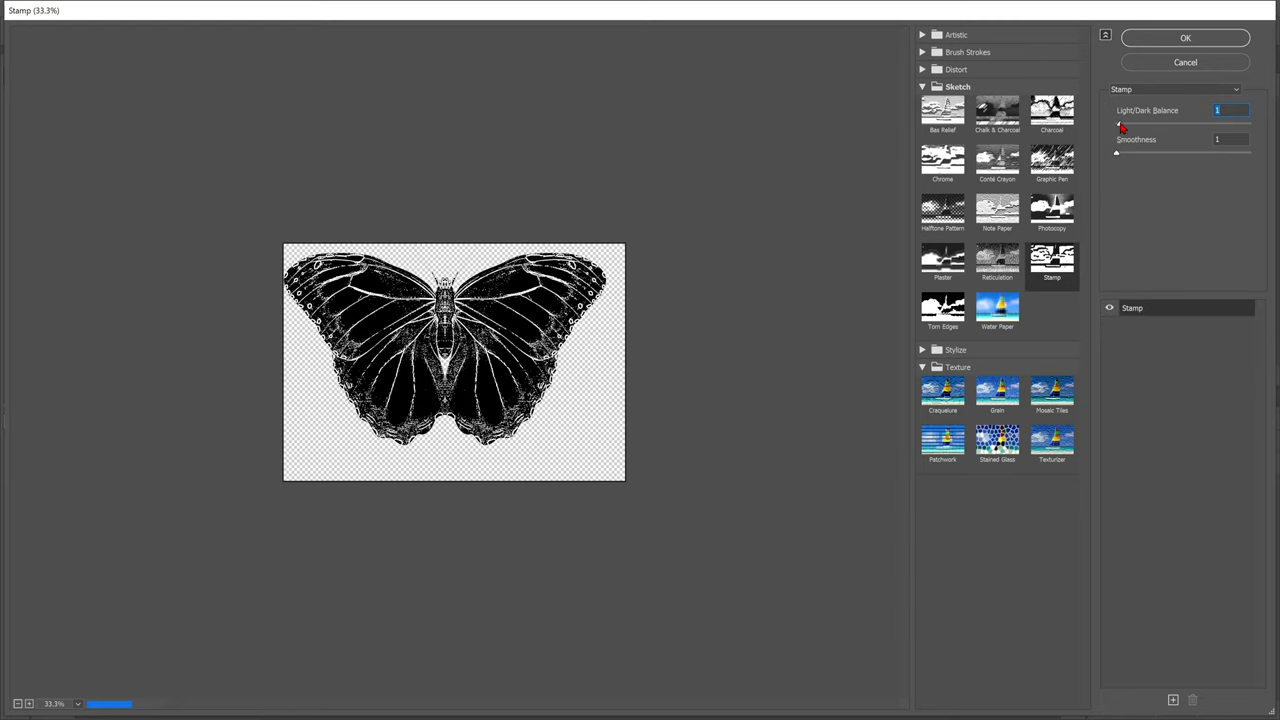 Stamp (33.3%)
Artistic
Brush Strokes
Distort
Sketch
Bas Relief
Chalk & Charcoal
Charcoal
Chrome
Conté Crayon
Graphic Pen
Halftone Pattern
Note Paper
Photocopy
Plaster
Reticulation
Stamp
Torn Edges
Water Paper
Stylize
Texture
Craquelure
Grain
Mosaic Tiles
Patchwork
Stained Glass
Texturizer
OK
Cancel
Stamp
Light/Dark Balance 1
Smoothness 1
Stamp
33.3%